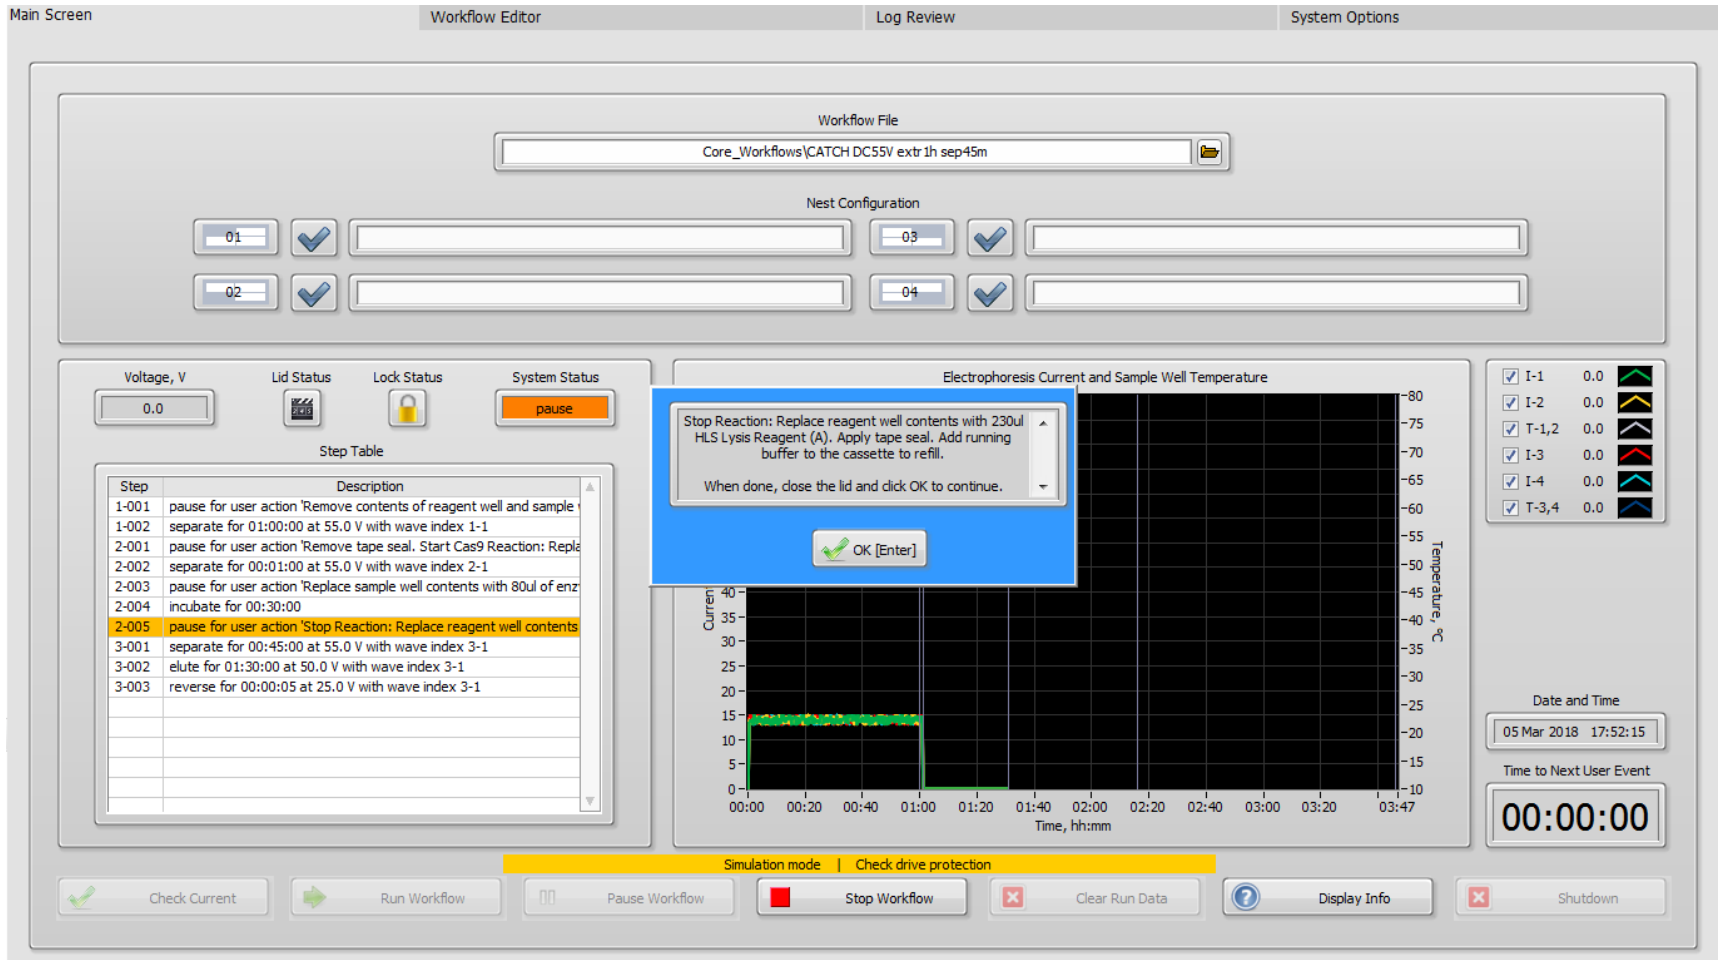 Main Screen
Workflow Editor
Log Review
System Options
Workflow File
Core_Workflows\CATCH DC55V extr1h sep45m
Nest Configuration
01
03
02
04
Voltage, V
Lid Status
Lock Status
System Status
0.0
pause
Step Table
Step Description
1-001 pause for user action 'Remove contents of reagent well and sample
1-002 separate for 01:00:00 at 55.0 V with wave index 1-1
2-001 pause for user action 'Remove tape seal. Start Cas9 Reaction: Repla
2-002 separate for 00:01:00 at 55.0 V with wave index 2-1
2-003 pause for user action 'Replace sample well contents with 80ul of enz
2-004 incubate for 00:30:00
2-005 pause for user action 'Stop Reaction: Replace reagent well contents
3-001 separate for 00:45:00 at 55.0 V with wave index 3-1
3-002 elute for 01:30:00 at 50.0 V with wave index 3-1
3-003 reverse for 00:00:05 at 25.0 V with wave index 3-1
Electrophoresis Current and Sample Well Temperature
Stop Reaction: Replace reagent well contents with 230ul
HLS Lysis Reagent (A). Apply tape seal. Add running
buffer to the cassette to refill.
When done, close the lid and click OK to continue.
OK [Enter]
Current
40
35
30
25
20
15
10
5
0
80
75
70
65
60
55
50
45
40
35
30
25
20
15
10
Temperature, ºC
00:00 00:20 00:40 01:00 01:20 01:40 02:00 02:20 02:40 03:00 03:20 03:47
Time, hh:mm
I-1 0.0
I-2 0.0
T-1,2 0.0
I-3 0.0
I-4 0.0
T-3,4 0.0
Date and Time
05 Mar 2018 17:52:15
Time to Next User Event
00:00:00
Simulation mode | Check drive protection
Check Current
Run Workflow
Pause Workflow
Stop Workflow
Clear Run Data
Display Info
Shutdown